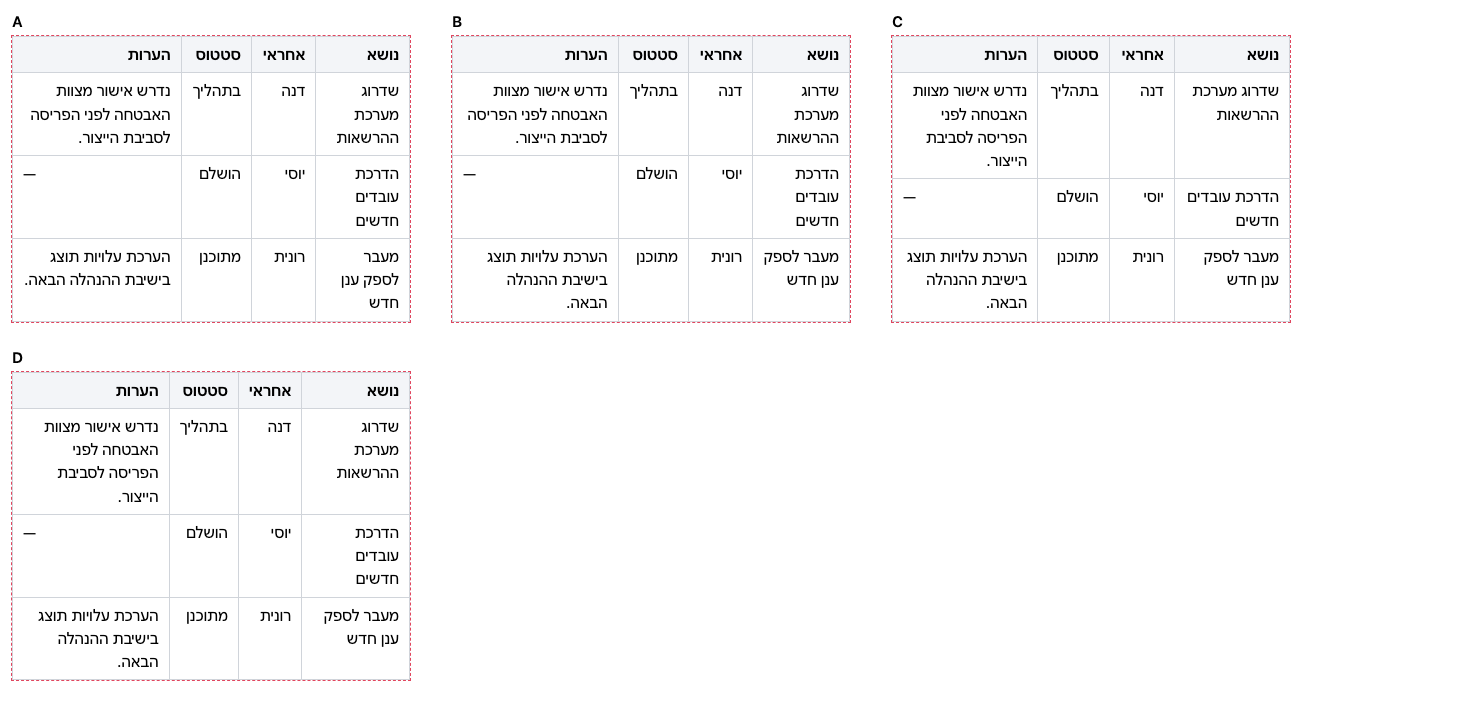 A
נושא אחראי סטטוס הערות
שדרוג דנה בתהליך נדרש אישור מצוות
מערכת האבטחה לפני הפריסה
ההרשאות לסביבת הייצור.
הדרכת יוסי הושלם —
עובדים
חדשים
מעבר רונית מתוכנן הערכת עלויות תוצג
לספק ענן בישיבת ההנהלה הבאה.
חדש
B
נושא אחראי סטטוס הערות
שדרוג דנה בתהליך נדרש אישור מצוות
מערכת האבטחה לפני הפריסה
ההרשאות לסביבת הייצור.
הדרכת יוסי הושלם —
עובדים
חדשים
מעבר לספק רונית מתוכנן הערכת עלויות תוצג
ענן חדש בישיבת ההנהלה
הבאה.
C
נושא אחראי סטטוס הערות
שדרוג מערכת דנה בתהליך נדרש אישור מצוות
ההרשאות האבטחה לפני
הפריסה לסביבת
הייצור.
הדרכת עובדים יוסי הושלם —
חדשים
מעבר לספק רונית מתוכנן הערכת עלויות תוצג
ענן חדש בישיבת ההנהלה
הבאה.
D
נושא אחראי סטטוס הערות
שדרוג דנה בתהליך נדרש אישור מצוות
מערכת האבטחה לפני
ההרשאות הפריסה לסביבת
הייצור.
הדרכת יוסי הושלם —
עובדים
חדשים
מעבר לספק רונית מתוכנן הערכת עלויות תוצג
ענן חדש בישיבת ההנהלה
הבאה.